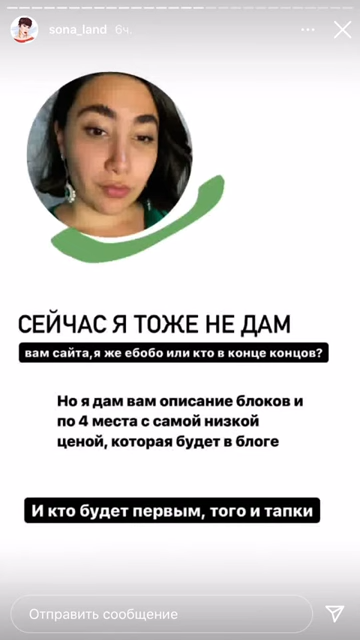 sona_land 6ч.
СЕЙЧАС Я ТОЖЕ НЕ ДАМ
вам сайта,я же ебобо или кто в конце концов?
Но я дам вам описание блоков и
по 4 места с самой низкой
ценой, которая будет в блоге
И кто будет первым, того и тапки
Отправить сообщение